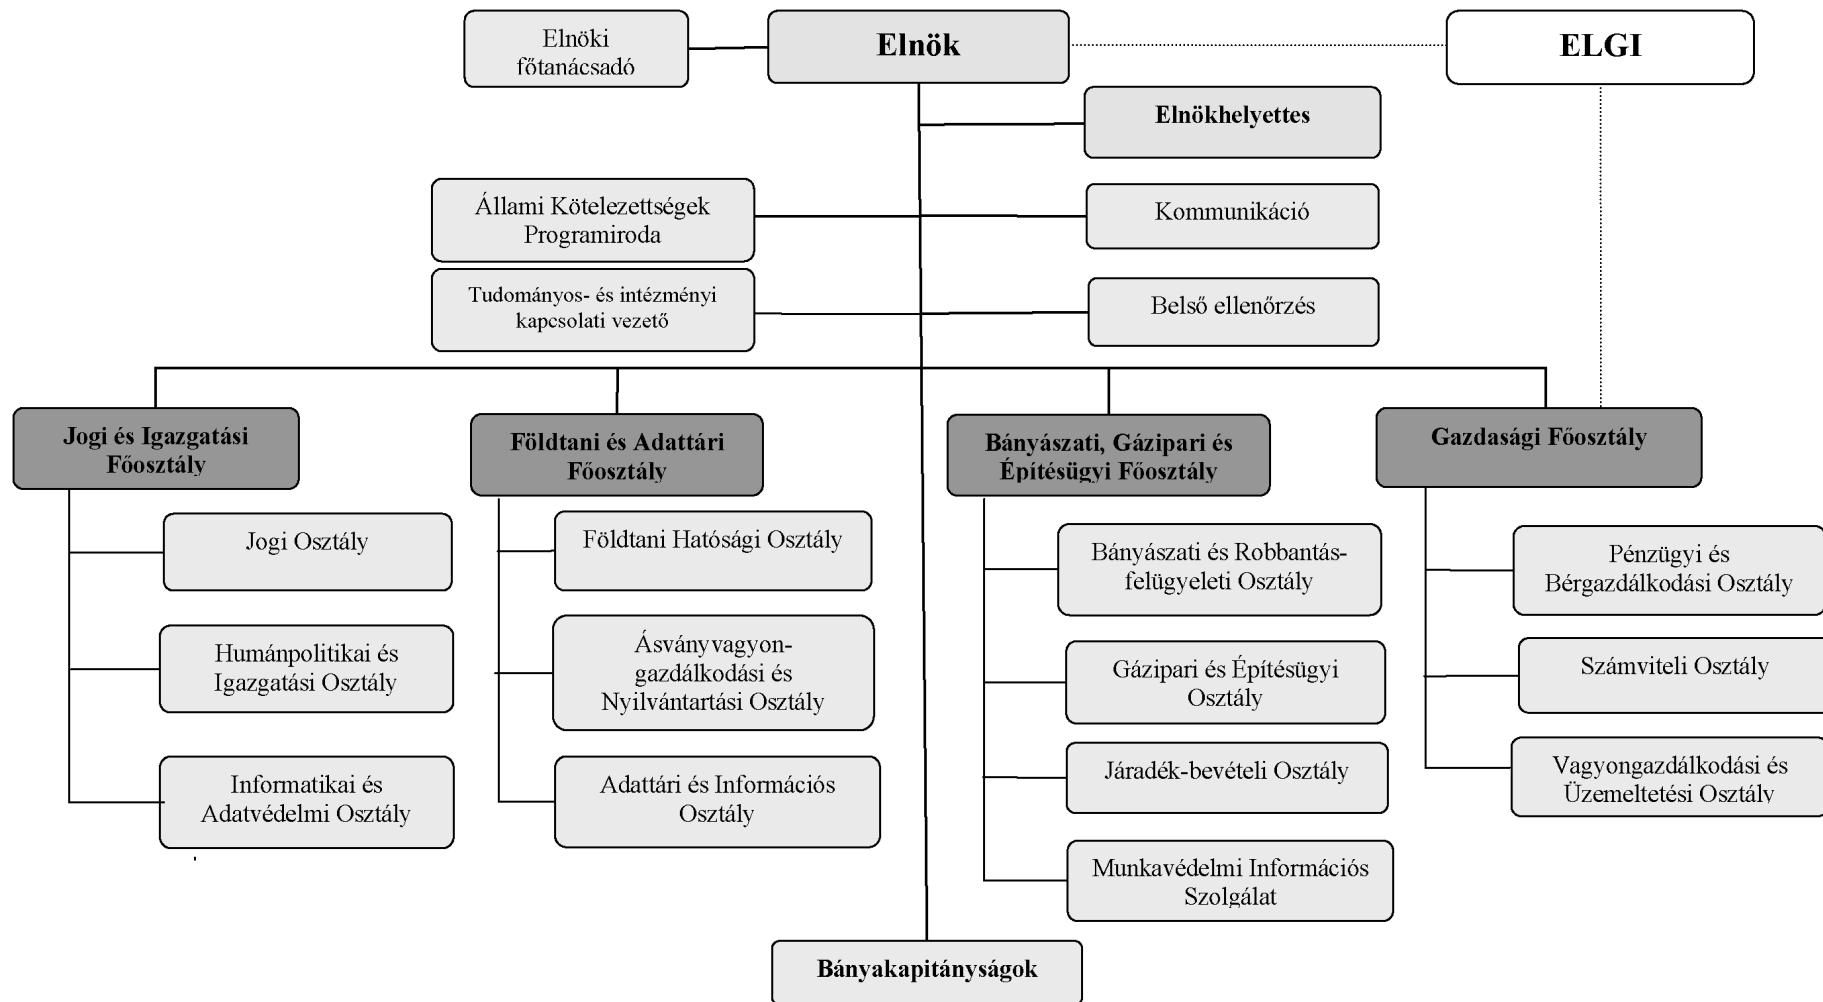 Elnöki
főtanácsadó
Elnök
ELGI
Elnökhelyettes
Állami Kötelezettségek
Programiroda
Kommunikáció
Tudományos- és intézményi
kapcsolati vezető
Belső ellenőrzés
Jogi és Igazgatási
Főosztály
Földtani és Adattári
Főosztály
Bányászati, Gázipari és
Építésügyi Főosztály
Gazdasági Főosztály
Jogi Osztály
Humánpolitikai és
Igazgatási Osztály
Informatikai és
Adatvédelmi Osztály
Földtani Hatósági Osztály
Ásványvagyon-
gazdálkodási és
Nyilvántartási Osztály
Adattári és Információs
Osztály
Bányászati és Robbantás-
felügyeleti Osztály
Gázipari és Építésügyi
Osztály
Járadék-bevételi Osztály
Munkavédelmi Információs
Szolgálat
Pénzügyi és
Bérgazdálkodási Osztály
Számviteli Osztály
Vagyongazdálkodási és
Üzemeltetési Osztály
Bányakapitányságok